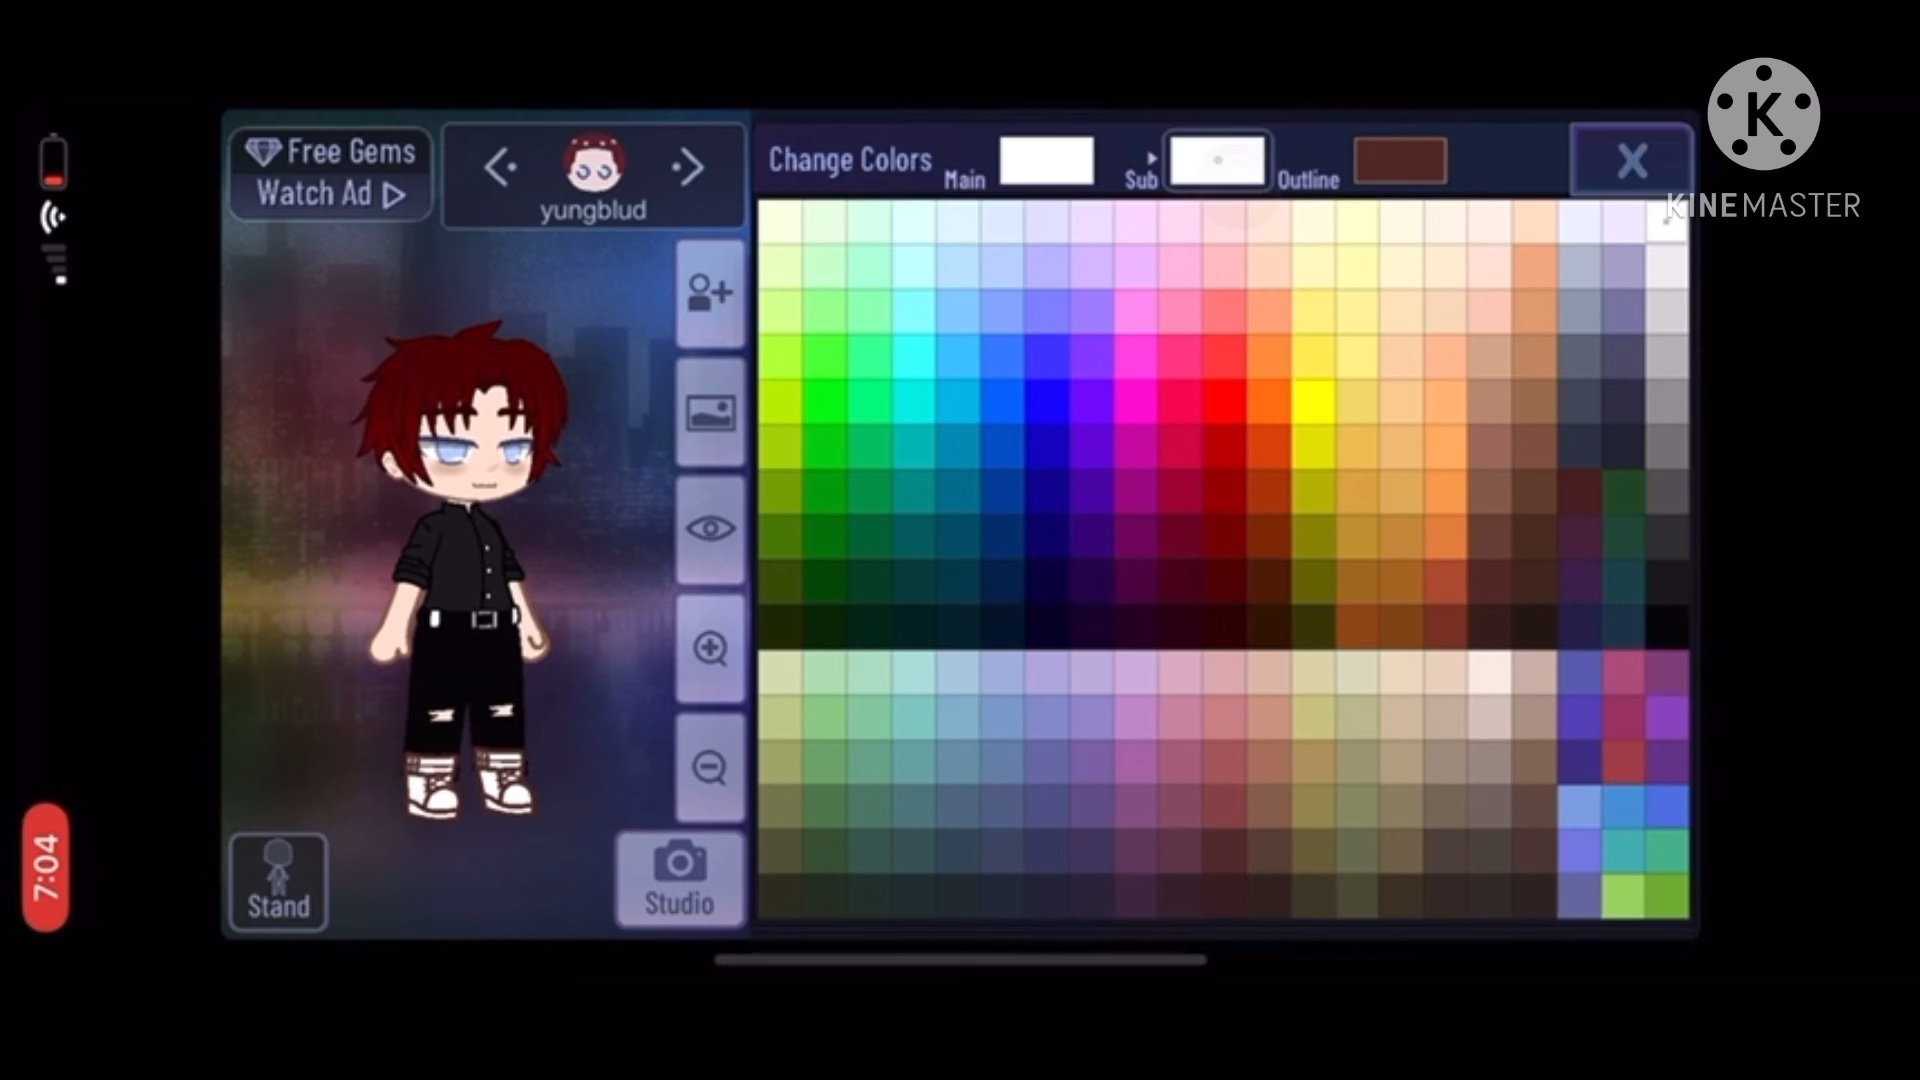 Free Gems
Watch Ad
yungblud
Change Colors
Main
Sub
Outline
X
K
KINEMASTER
7:04
Stand
Studio